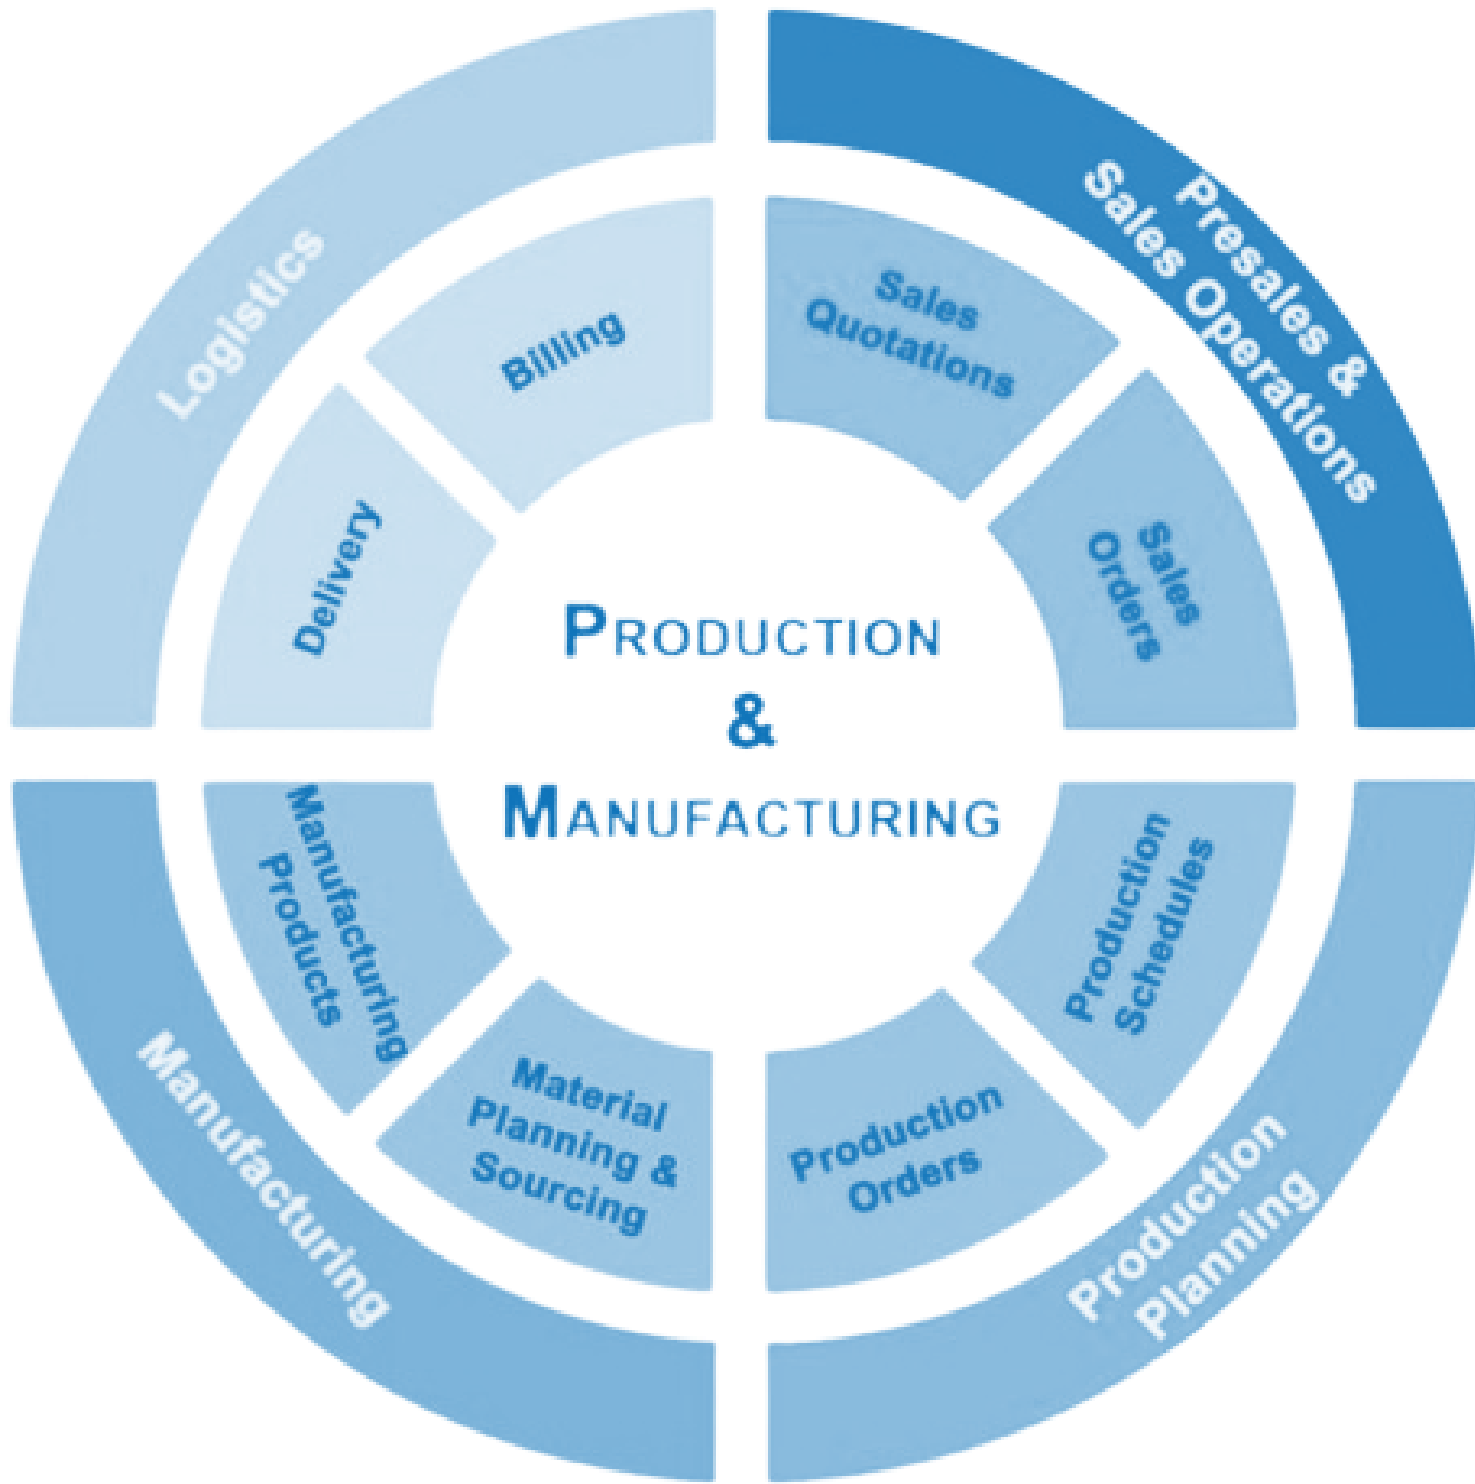 PRODUCTION
&
MANUFACTURING
Presales &
Sales Operations
Sales
Quotations
Sales
Orders
Production
Planning
Production
Schedules
Production
Orders
Manufacturing
Material
Planning &
Sourcing
Manufacturing
Products
Logistics
Delivery
Billing